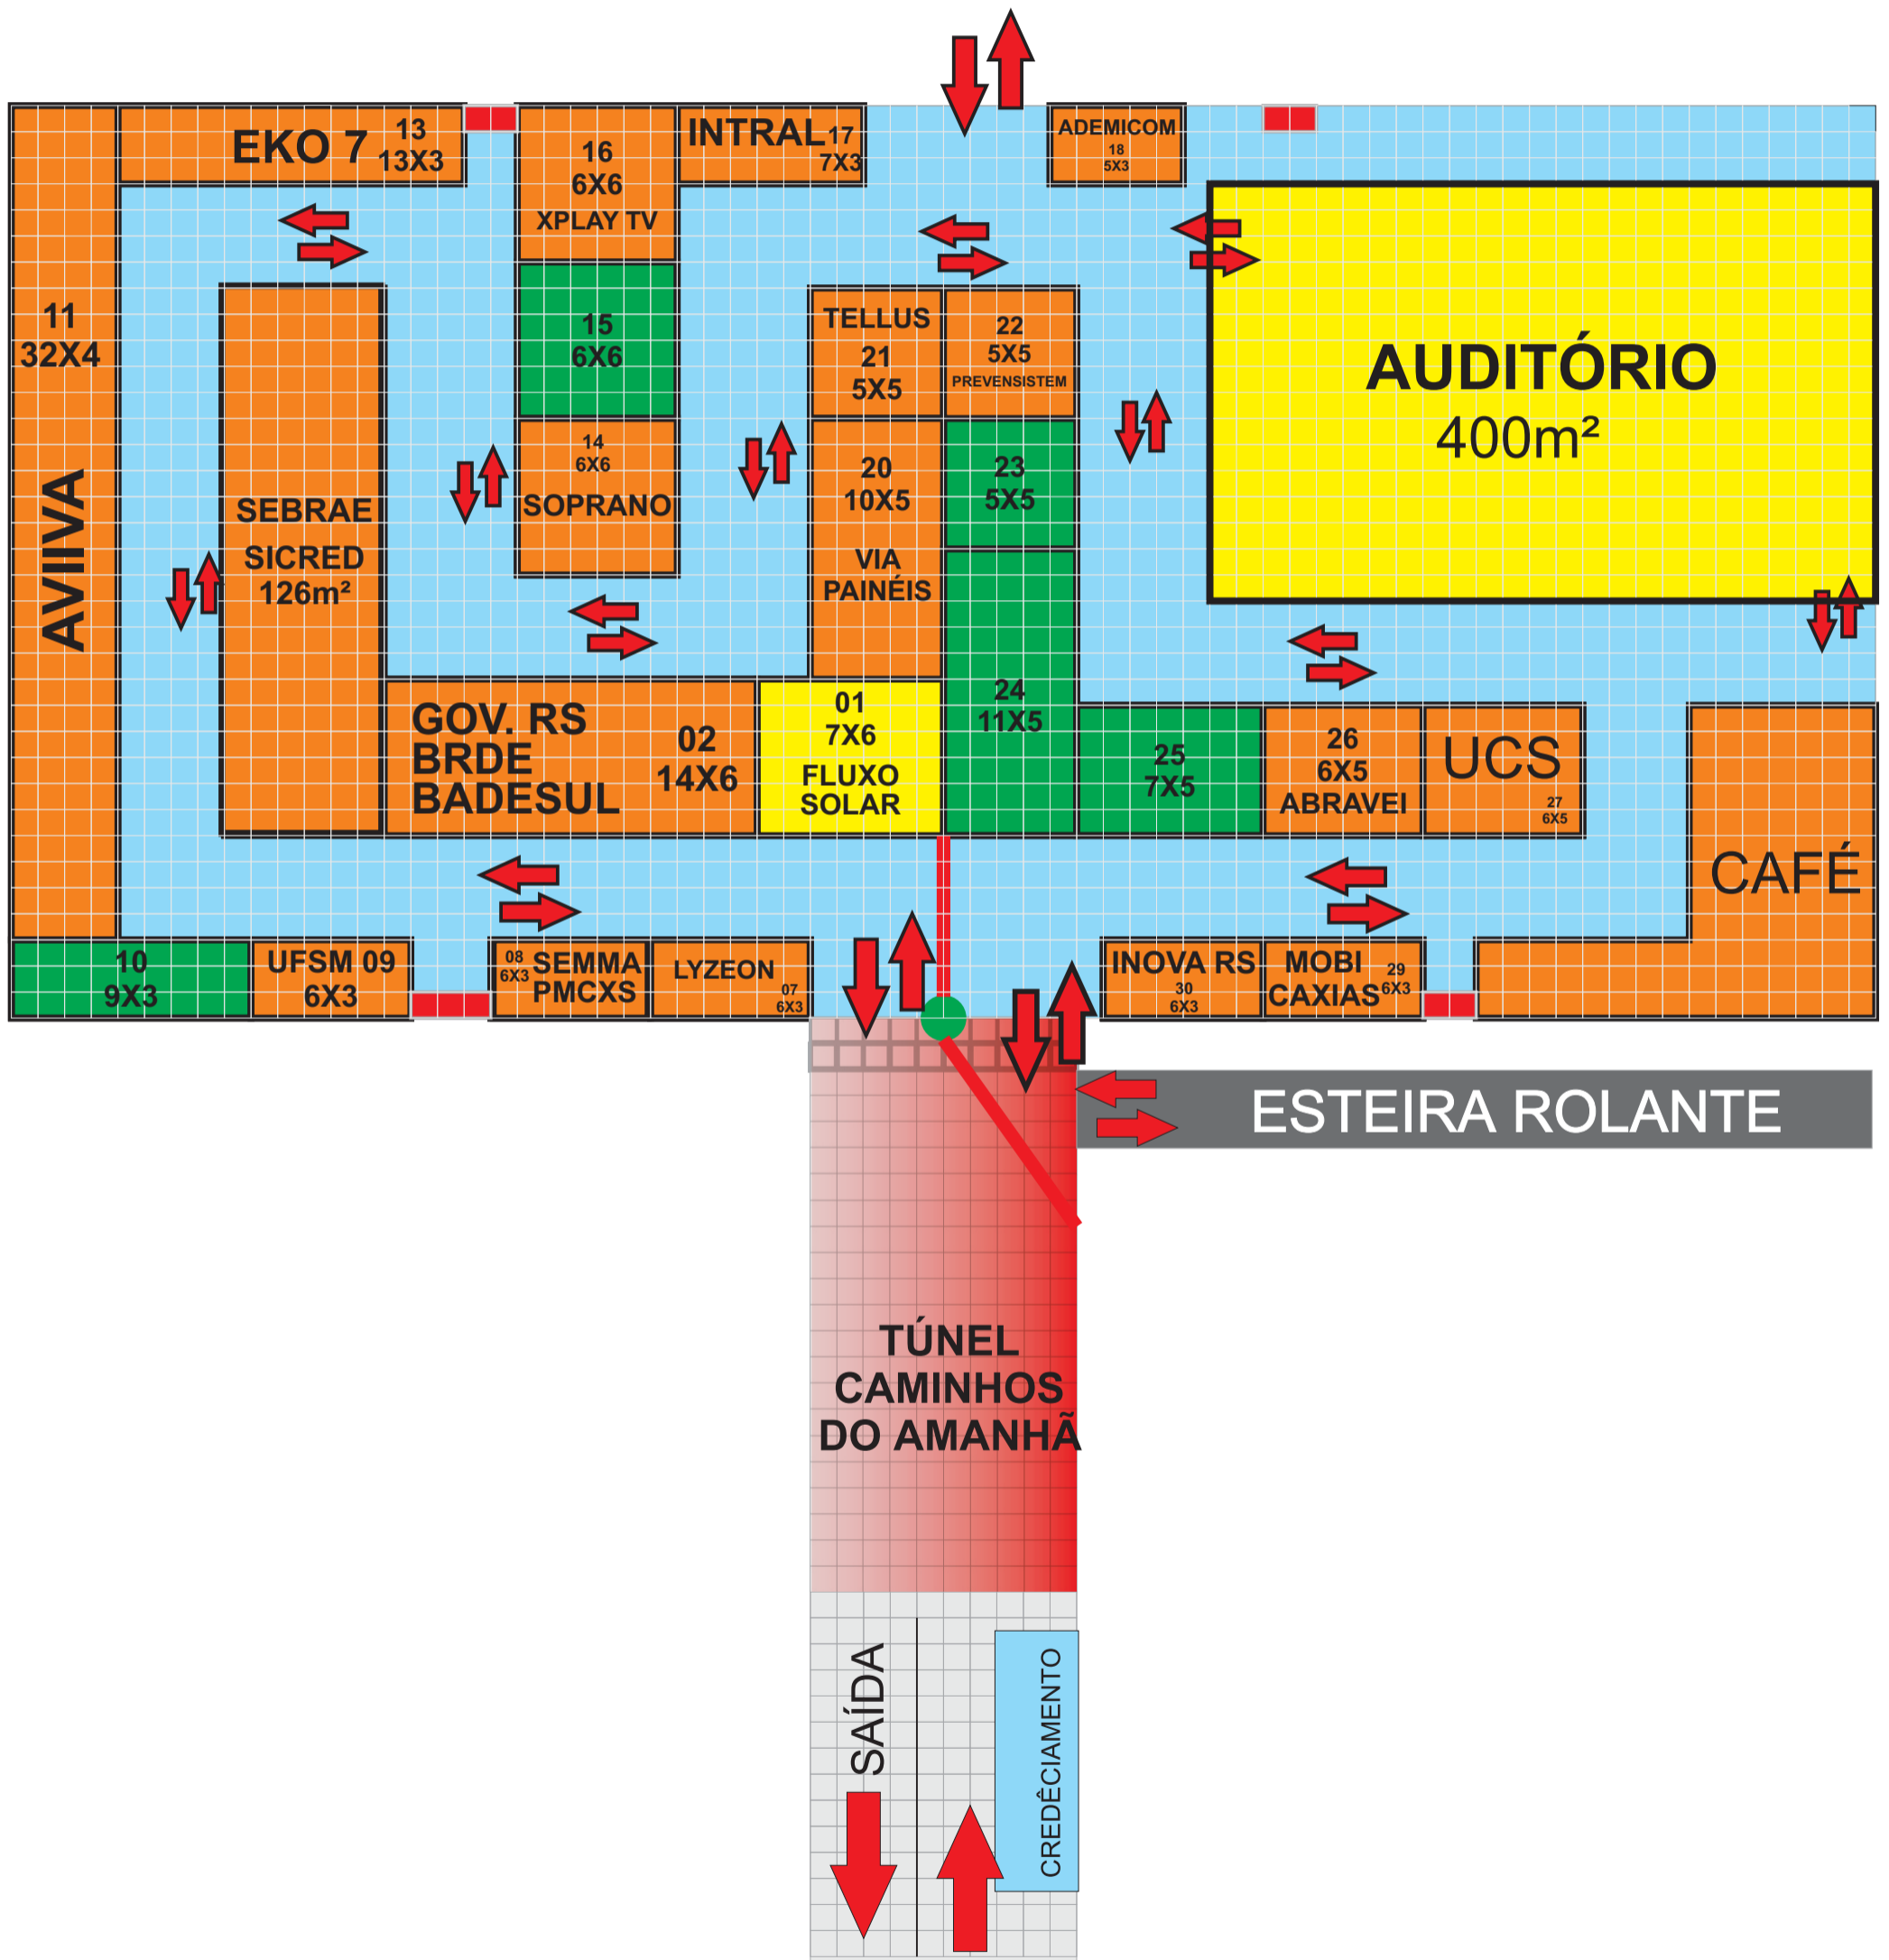 EKO 7
13
13X3
16
6X6
XPLAY TV
INTRAL
17
7X3
ADEMICOM
18
5X3
11
32X4
AVIIVA
15
6X6
TELLUS
21
5X5
22
5X5
PREVENSISTEM
AUDITÓRIO
400m²
14
6X6
SOPRANO
20
10X5
VIA
PAINÉIS
23
5X5
SEBRAE
SICRED
126m²
GOV. RS
BRDE
BADESUL
02
14X6
01
7X6
FLUXO
SOLAR
24
11X5
25
7X5
26
6X5
ABRAVEI
UCS
27
6X5
CAFÉ
10
9X3
UFSM 09
6X3
08
6X3
SEMMA
PMCXS
LYZEON
07
6X3
INOVA RS
30
6X3
MOBI
CAXIAS
29
6X3
ESTEIRA ROLANTE
TÚNEL
CAMINHOS
DO AMANHÃ
SAÍDA
CREDÊCIAMENTO